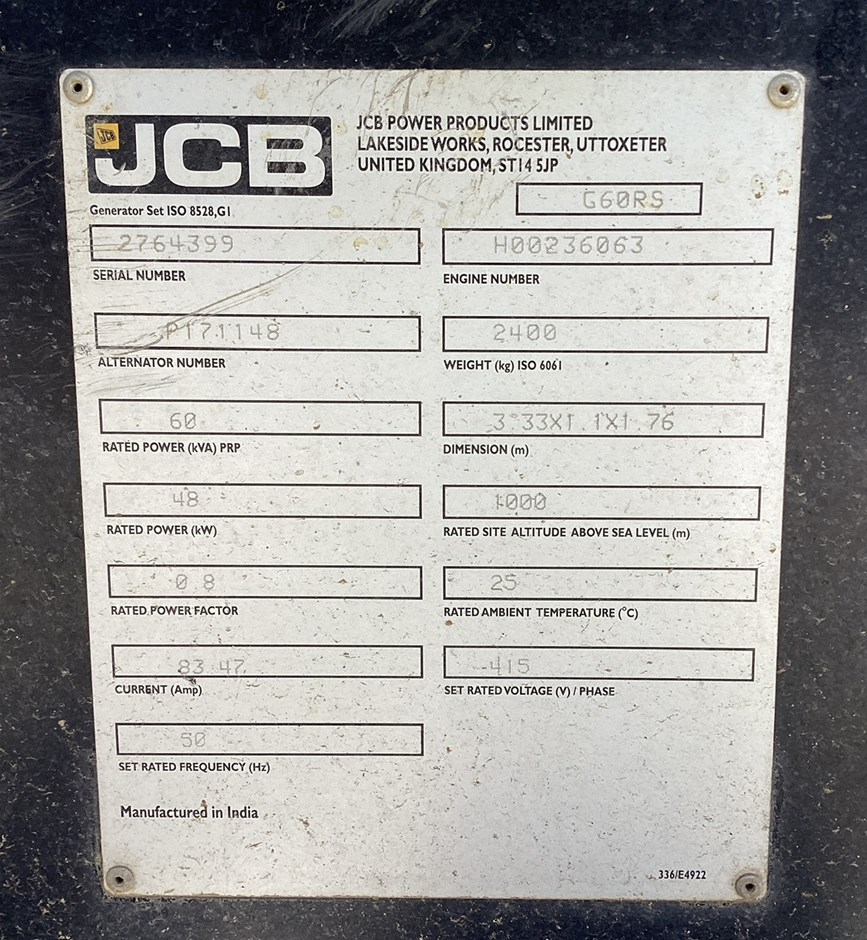 JCB
JCB POWER PRODUCTS LIMITED
LAKESIDE WORKS, ROCESTER, UTTOXETER
UNITED KINGDOM, ST14 5JP
G60RS
Generator Set ISO 8528,G1
2764399
H00236063
SERIAL NUMBER
ENGINE NUMBER
P171148
2400
ALTERNATOR NUMBER
WEIGHT (kg) ISO 6061
60
3.33X1.1X1.76
RATED POWER (kVA) PRP
DIMENSION (m)
48
1000
RATED POWER (kW)
RATED SITE ALTITUDE ABOVE SEA LEVEL (m)
0.8
25
RATED POWER FACTOR
RATED AMBIENT TEMPERATURE (°C)
83.47
415
CURRENT (Amp)
SET RATED VOLTAGE (V) / PHASE
50
SET RATED FREQUENCY (Hz)
Manufactured in India
336/E4922